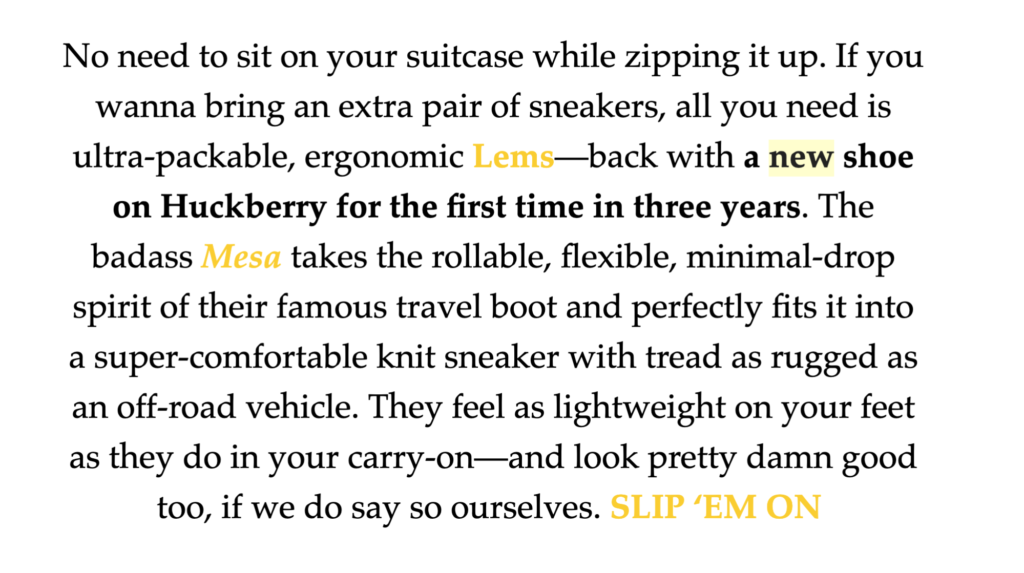 No need to sit on your suitcase while zipping it up. If you
wanna bring an extra pair of sneakers, all you need is
ultra-packable, ergonomic Lems—back with a new shoe
on Huckberry for the first time in three years. The
badass Mesa takes the rollable, flexible, minimal-drop
spirit of their famous travel boot and perfectly fits it into
a super-comfortable knit sneaker with tread as rugged as
an off-road vehicle. They feel as lightweight on your feet
as they do in your carry-on—and look pretty damn good
too, if we do say so ourselves. SLIP ‘EM ON